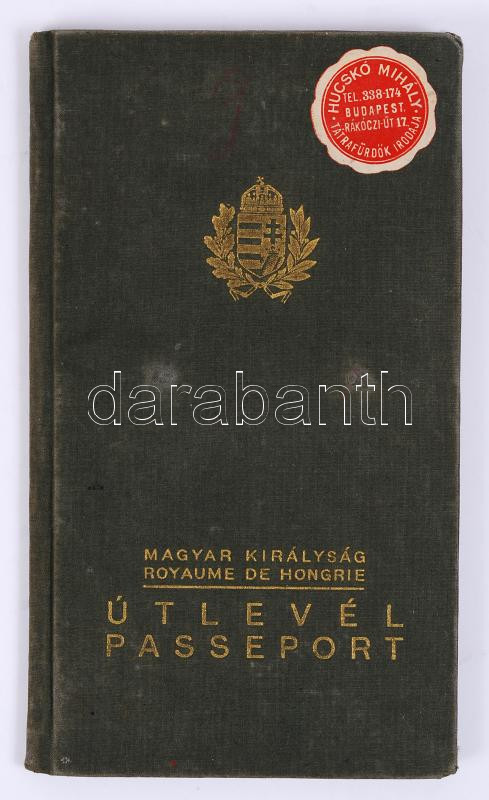 HUCSKÓ MIHÁLY
TEL. 338-174
BUDAPEST.
RÁKÓCZI-ÚT 17.
TÁTRAFÜRDŐK IRODÁJA
darabanth
MAGYAR KIRÁLYSÁG
ROYAUME DE HONGRIE
ÚTLEVÉL
PASSEPORT